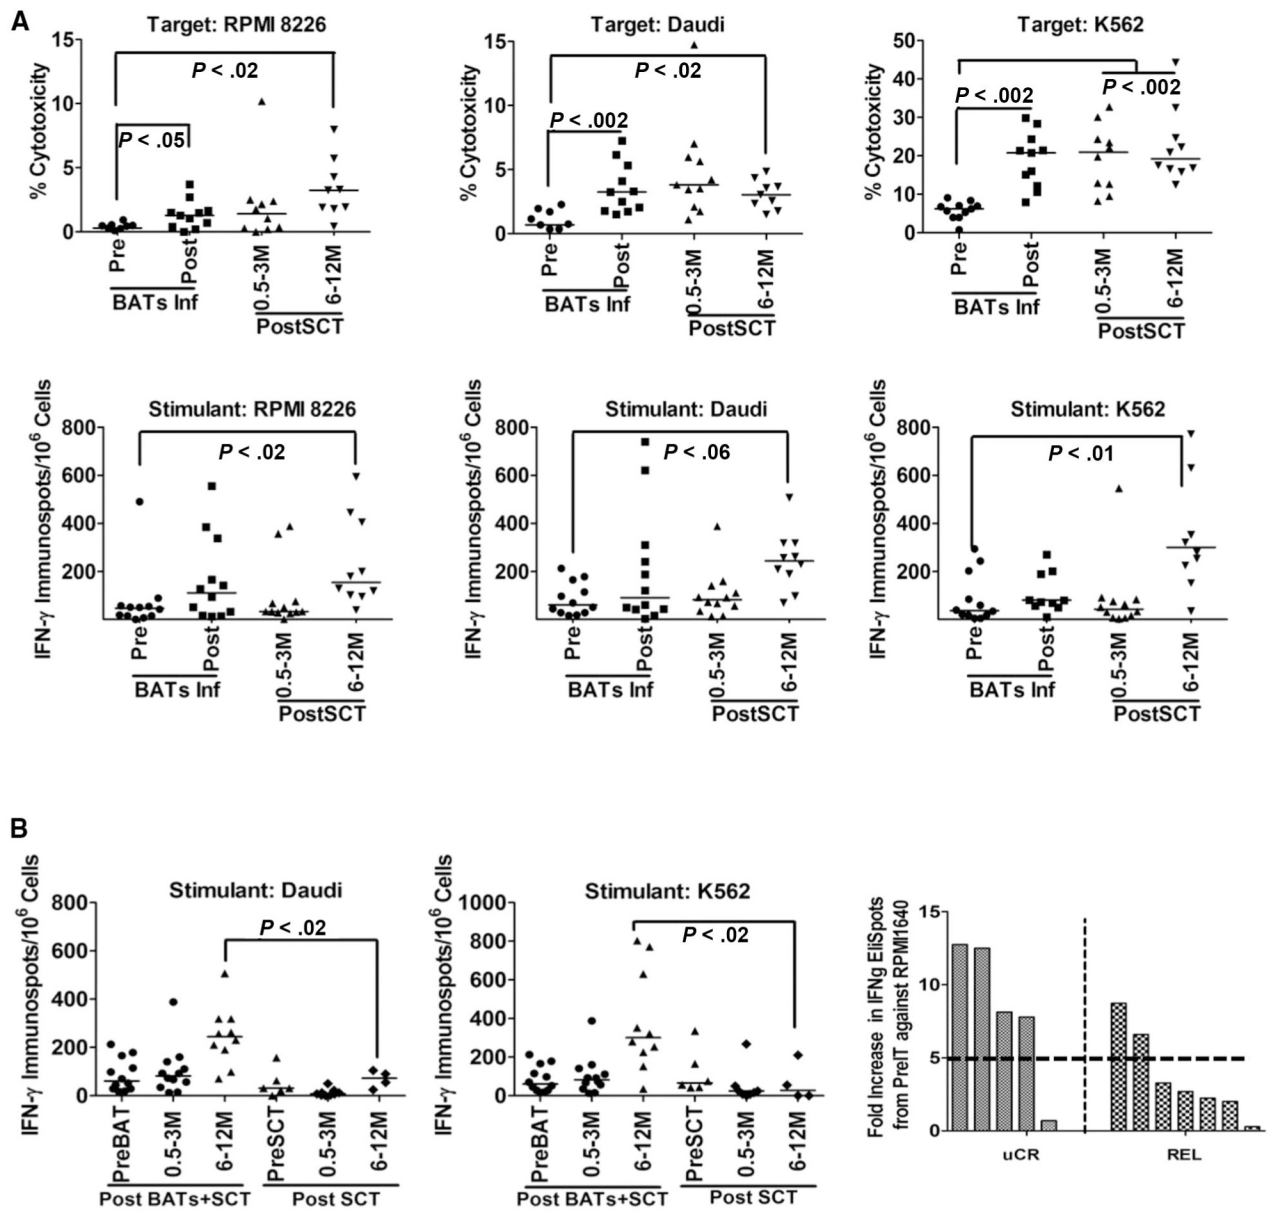 A
Target: RPMI 8226
% Cytotoxicity
15
10
5
0
P < .02
P < .05
Pre
Post
0.5-3M
6-12M
BATs Inf
PostSCT
Target: Daudi
% Cytotoxicity
15
10
5
0
P < .02
P < .002
Pre
Post
0.5-3M
6-12M
BATs Inf
PostSCT
Target: K562
% Cytotoxicity
50
40
30
20
10
0
P < .002
P < .002
Pre
Post
0.5-3M
6-12M
BATs Inf
PostSCT
Stimulant: RPMI 8226
IFN-γ Immunospots/10⁶ Cells
800
600
400
200
P < .02
Pre
Post
0.5-3M
6-12M
BATs Inf
PostSCT
Stimulant: Daudi
IFN-γ Immunospots/10⁶ Cells
800
600
400
200
P < .06
Pre
Post
0.5-3M
6-12M
BATs Inf
PostSCT
Stimulant: K562
IFN-γ Immunospots/10⁶ Cells
800
600
400
200
P < .01
Pre
Post
0.5-3M
6-12M
BATs Inf
PostSCT
B
Stimulant: Daudi
IFN-γ Immunospots/10⁶ Cells
800
600
400
200
0
P < .02
PreBAT
0.5-3M
6-12M
PreSCT
0.5-3M
6-12M
Post BATs+SCT
Post SCT
Stimulant: K562
IFN-γ Immunospots/10⁶ Cells
1000
800
600
400
200
0
P < .02
PreBAT
0.5-3M
6-12M
PreSCT
0.5-3M
6-12M
Post BATs+SCT
Post SCT
Fold Increase in IFNg EliSpots
from PreIT against RPMI1640
15
10
5
0
uCR
REL